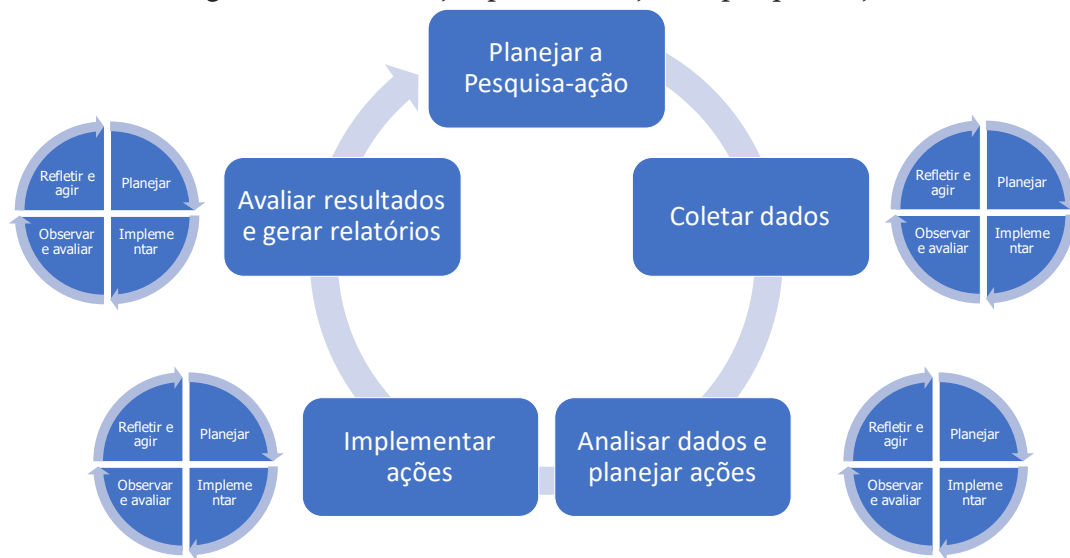 Planejar a
Pesquisa-ação
Refletir e
agir
Planejar
Observar
e avaliar
Impleme
ntar
Avaliar resultados
e gerar relatórios
Coletar dados
Refletir e
agir
Planejar
Observar
e avaliar
Impleme
ntar
Refletir e
agir
Planejar
Observar
e avaliar
Impleme
ntar
Implementar
ações
Analisar dados e
planejar ações
Refletir e
agir
Planejar
Observar
e avaliar
Impleme
ntar